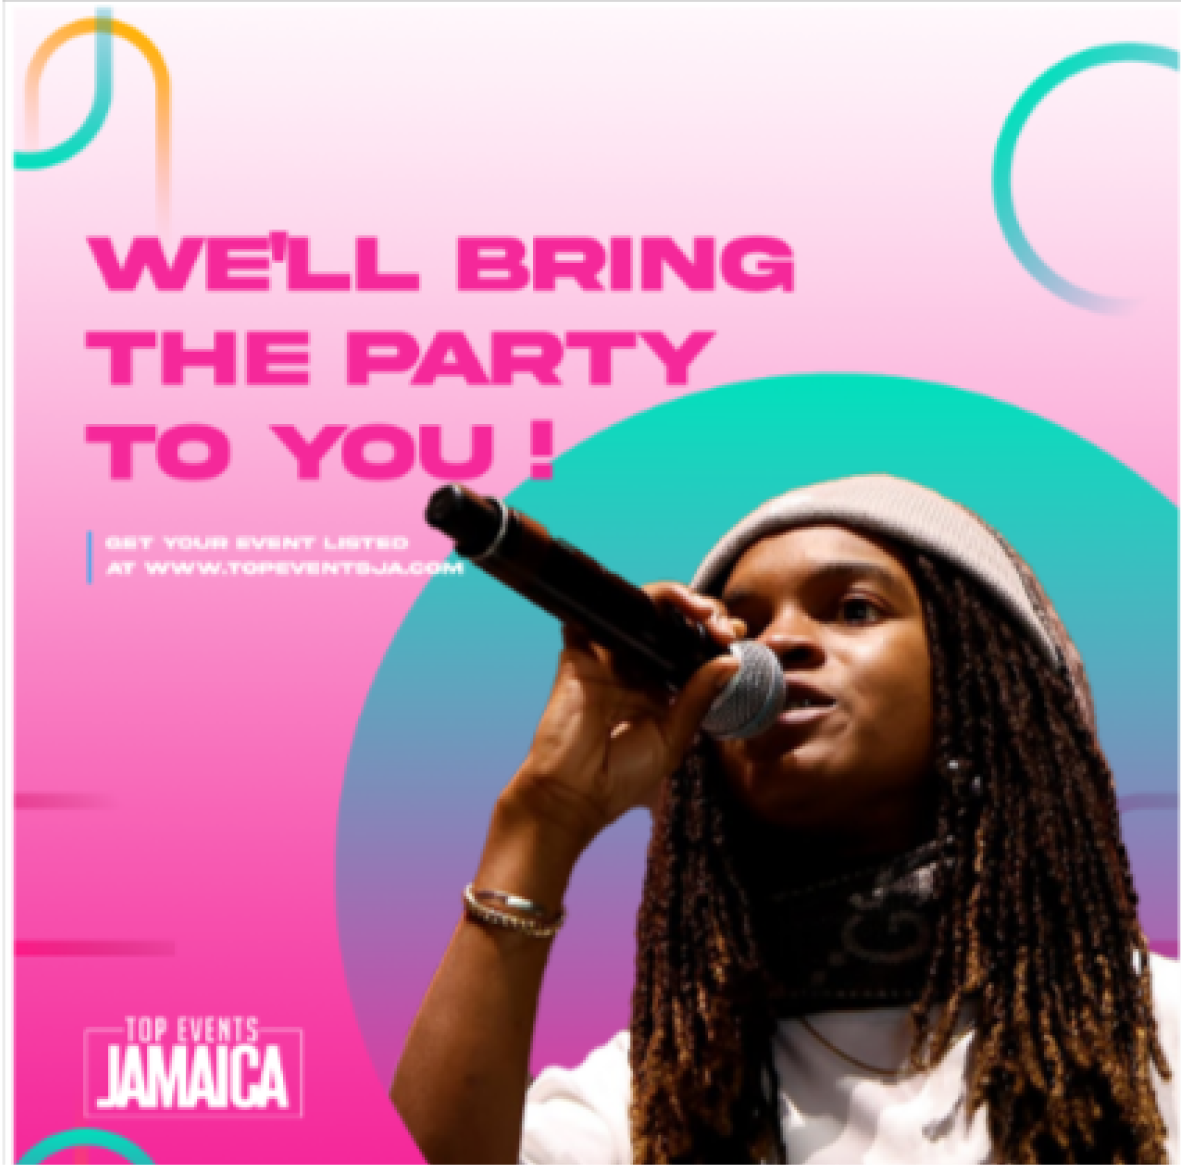 WE'LL BRING
THE PARTY
TO YOU !
GET YOUR EVENT LISTED
AT WWW.TOPEVENTSJA.COM
TOP EVENTS
JAMAICA